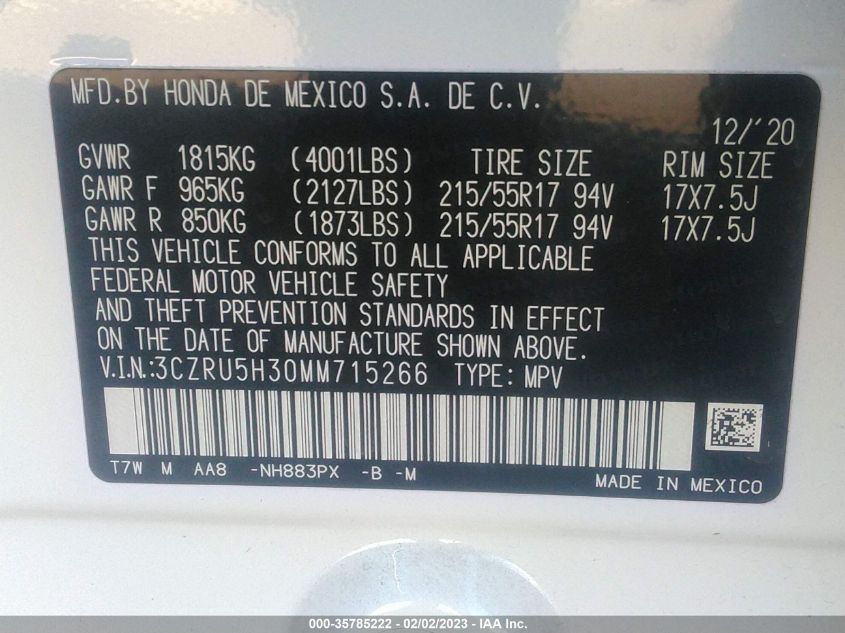 MFD.BY HONDA DE MEXICO S.A. DE C.V.
12/'20
GVWR 1815KG (4001LBS) TIRE SIZE RIM SIZE
GAWR F 965KG (2127LBS) 215/55R17 94V 17X7.5J
GAWR R 850KG (1873LBS) 215/55R17 94V 17X7.5J
THIS VEHICLE CONFORMS TO ALL APPLICABLE
FEDERAL MOTOR VEHICLE SAFETY
AND THEFT PREVENTION STANDARDS IN EFFECT
ON THE DATE OF MANUFACTURE SHOWN ABOVE.
V.I.N.:3CZRU5H30MM715266 TYPE: MPV
T7W M AA8 -NH883PX -B -M
MADE IN MEXICO
000-35785222 - 02/02/2023 - IAA Inc.